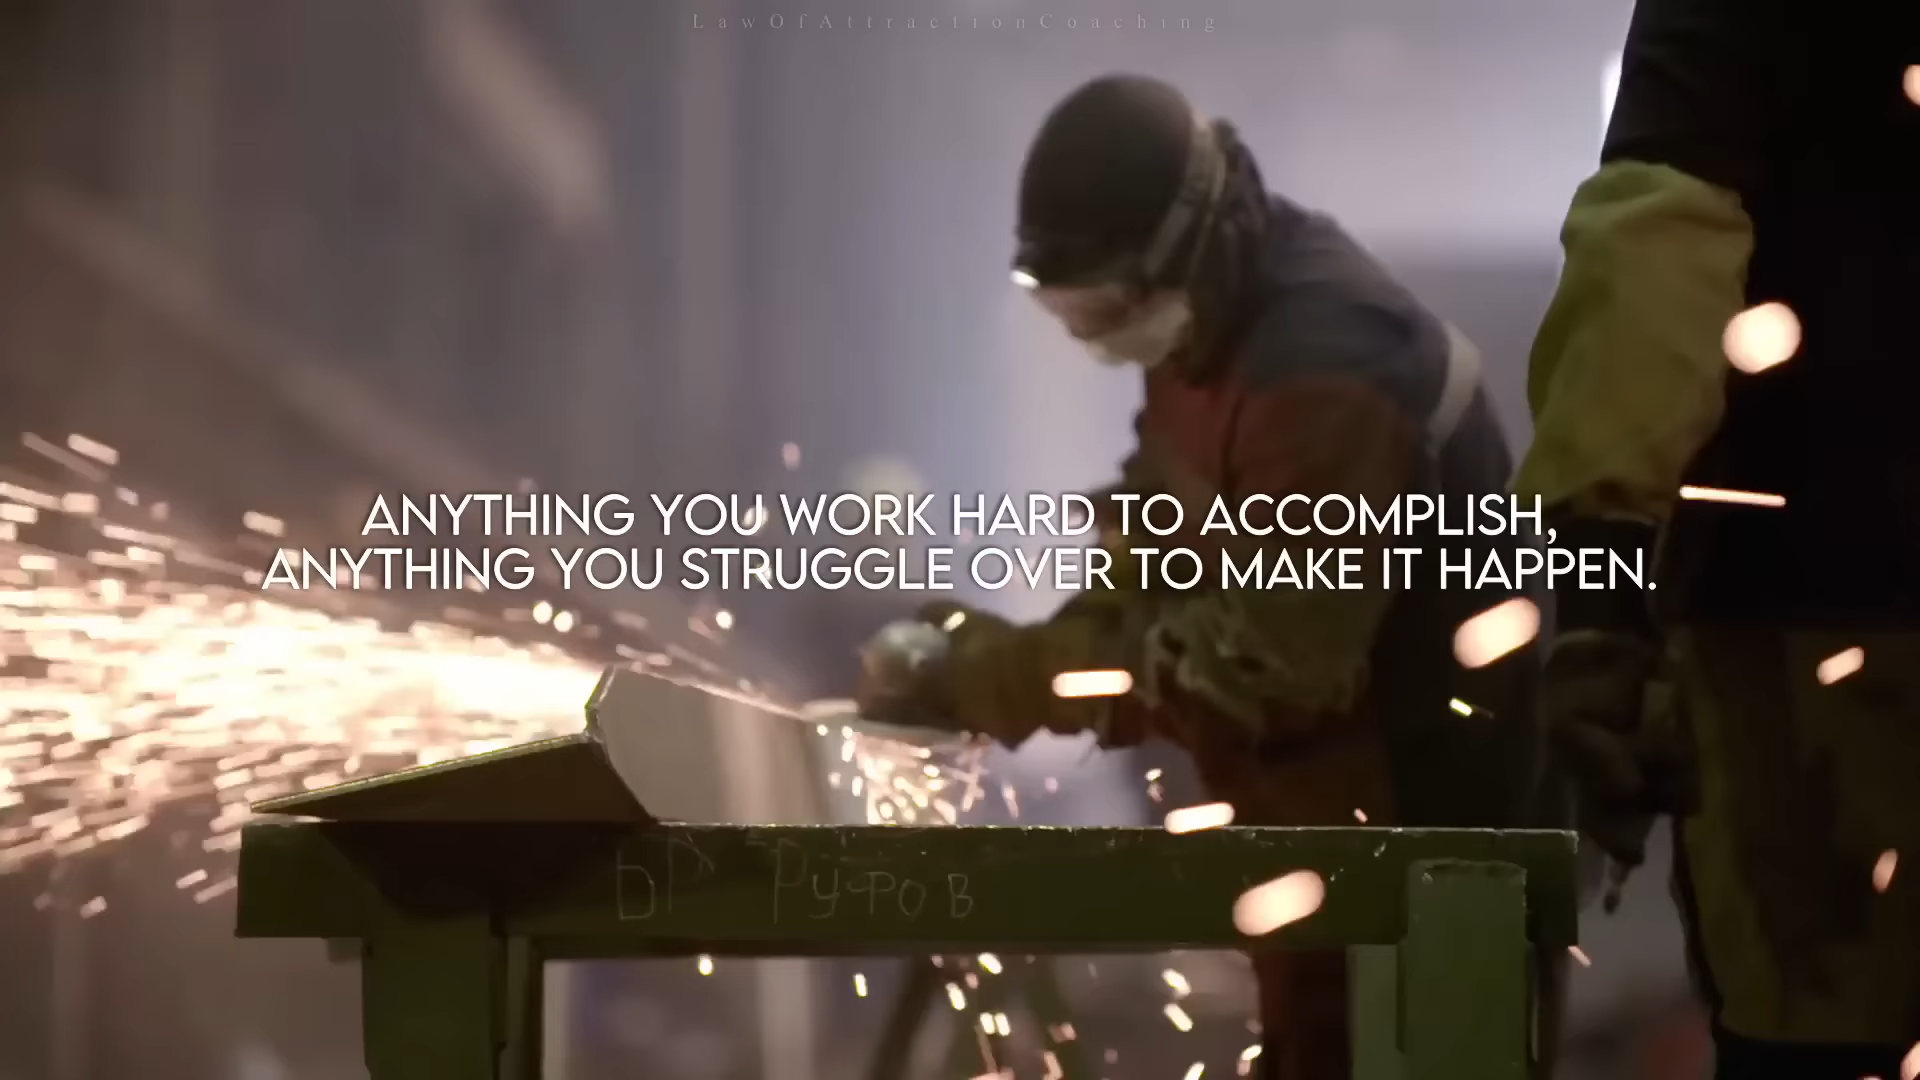 LawOfAttractionCoaching
ANYTHING YOU WORK HARD TO ACCOMPLISH,
ANYTHING YOU STRUGGLE OVER TO MAKE IT HAPPEN.
БР Руфов